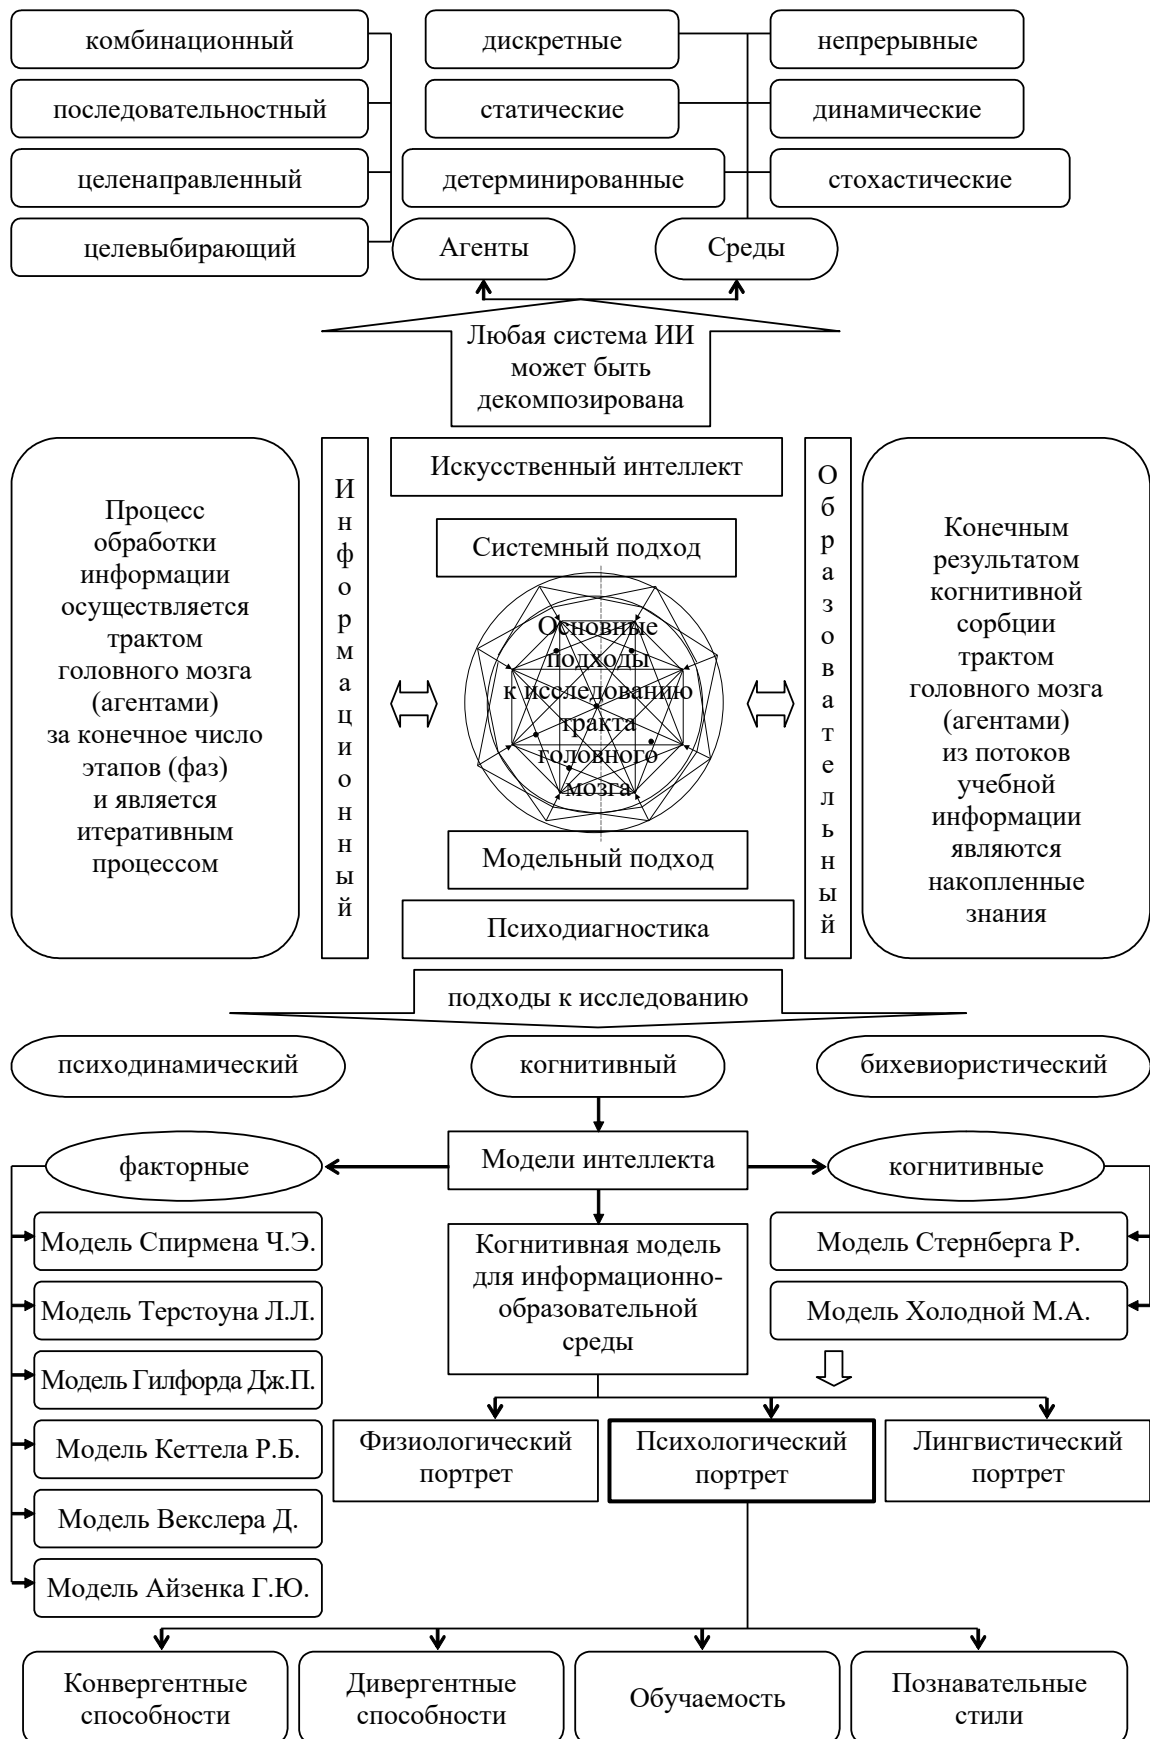 комбинационный
дискретные
непрерывные
последовательностный
статические
динамические
целенаправленный
детерминированные
стохастические
целевыбирающий
Агенты
Среды
Любая система ИИ
может быть
декомпозирована
Процесс
обработки
информации
осуществляется
трактом
головного мозга
(агентами)
за конечное число
этапов (фаз)
и является
итеративным
процессом
Информационный
Искусственный интеллект
Системный подход
Основные
подходы
к исследованию
тракта
головного
мозга
Модельный подход
Психодиагностика
Образовательный
Конечным
результатом
когнитивной
сорбции
трактом
головного мозга
(агентами)
из потоков
учебной
информации
являются
накопленные
знания
подходы к исследованию
психодинамический
когнитивный
бихевиористический
факторные
Модели интеллекта
когнитивные
Модель Спирмена Ч.Э.
Модель Терстоуна Л.Л.
Модель Гилфорда Дж.П.
Модель Кеттела Р.Б.
Модель Векслера Д.
Модель Айзенка Г.Ю.
Когнитивная модель
для информационно-
образовательной
среды
Модель Стернберга Р.
Модель Холодной М.А.
Физиологический
портрет
Психологический
портрет
Лингвистический
портрет
Конвергентные
способности
Дивергентные
способности
Обучаемость
Познавательные
стили